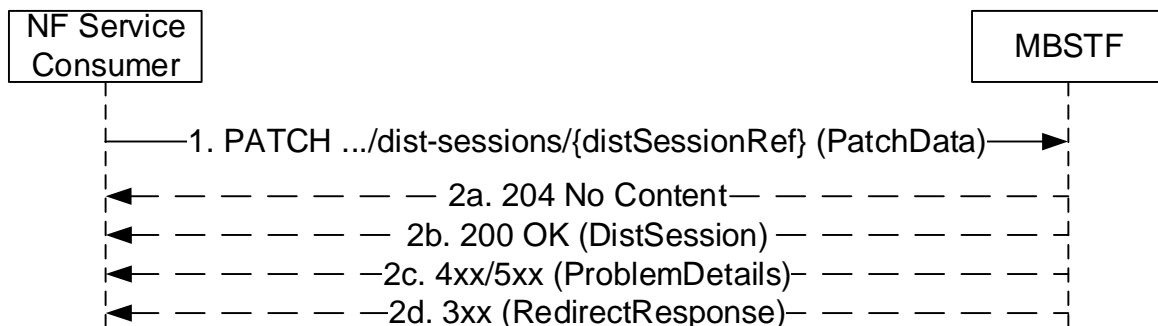 NF Service
Consumer
MBSTF
1. PATCH .../dist-sessions/{distSessionRef} (PatchData)
2a. 204 No Content
2b. 200 OK (DistSession)
2c. 4xx/5xx (ProblemDetails)
2d. 3xx (RedirectResponse)